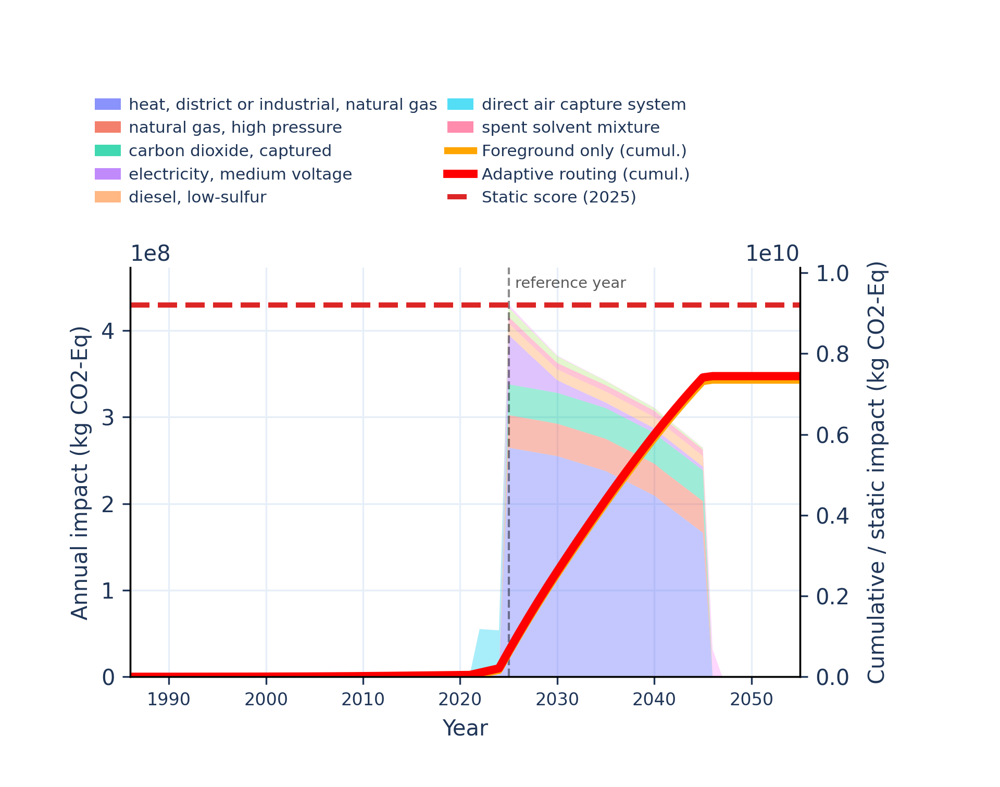 heat, district or industrial, natural gas
natural gas, high pressure
carbon dioxide, captured
electricity, medium voltage
diesel, low-sulfur
direct air capture system
spent solvent mixture
Foreground only (cumul.)
Adaptive routing (cumul.)
Static score (2025)
1e8
1e10
reference year
Annual impact (kg CO2-Eq)
4
3
2
1
0
1.0
0.8
0.6
0.4
0.2
0.0
Cumulative / static impact (kg CO2-Eq)
1990 2000 2010 2020 2030 2040 2050
Year